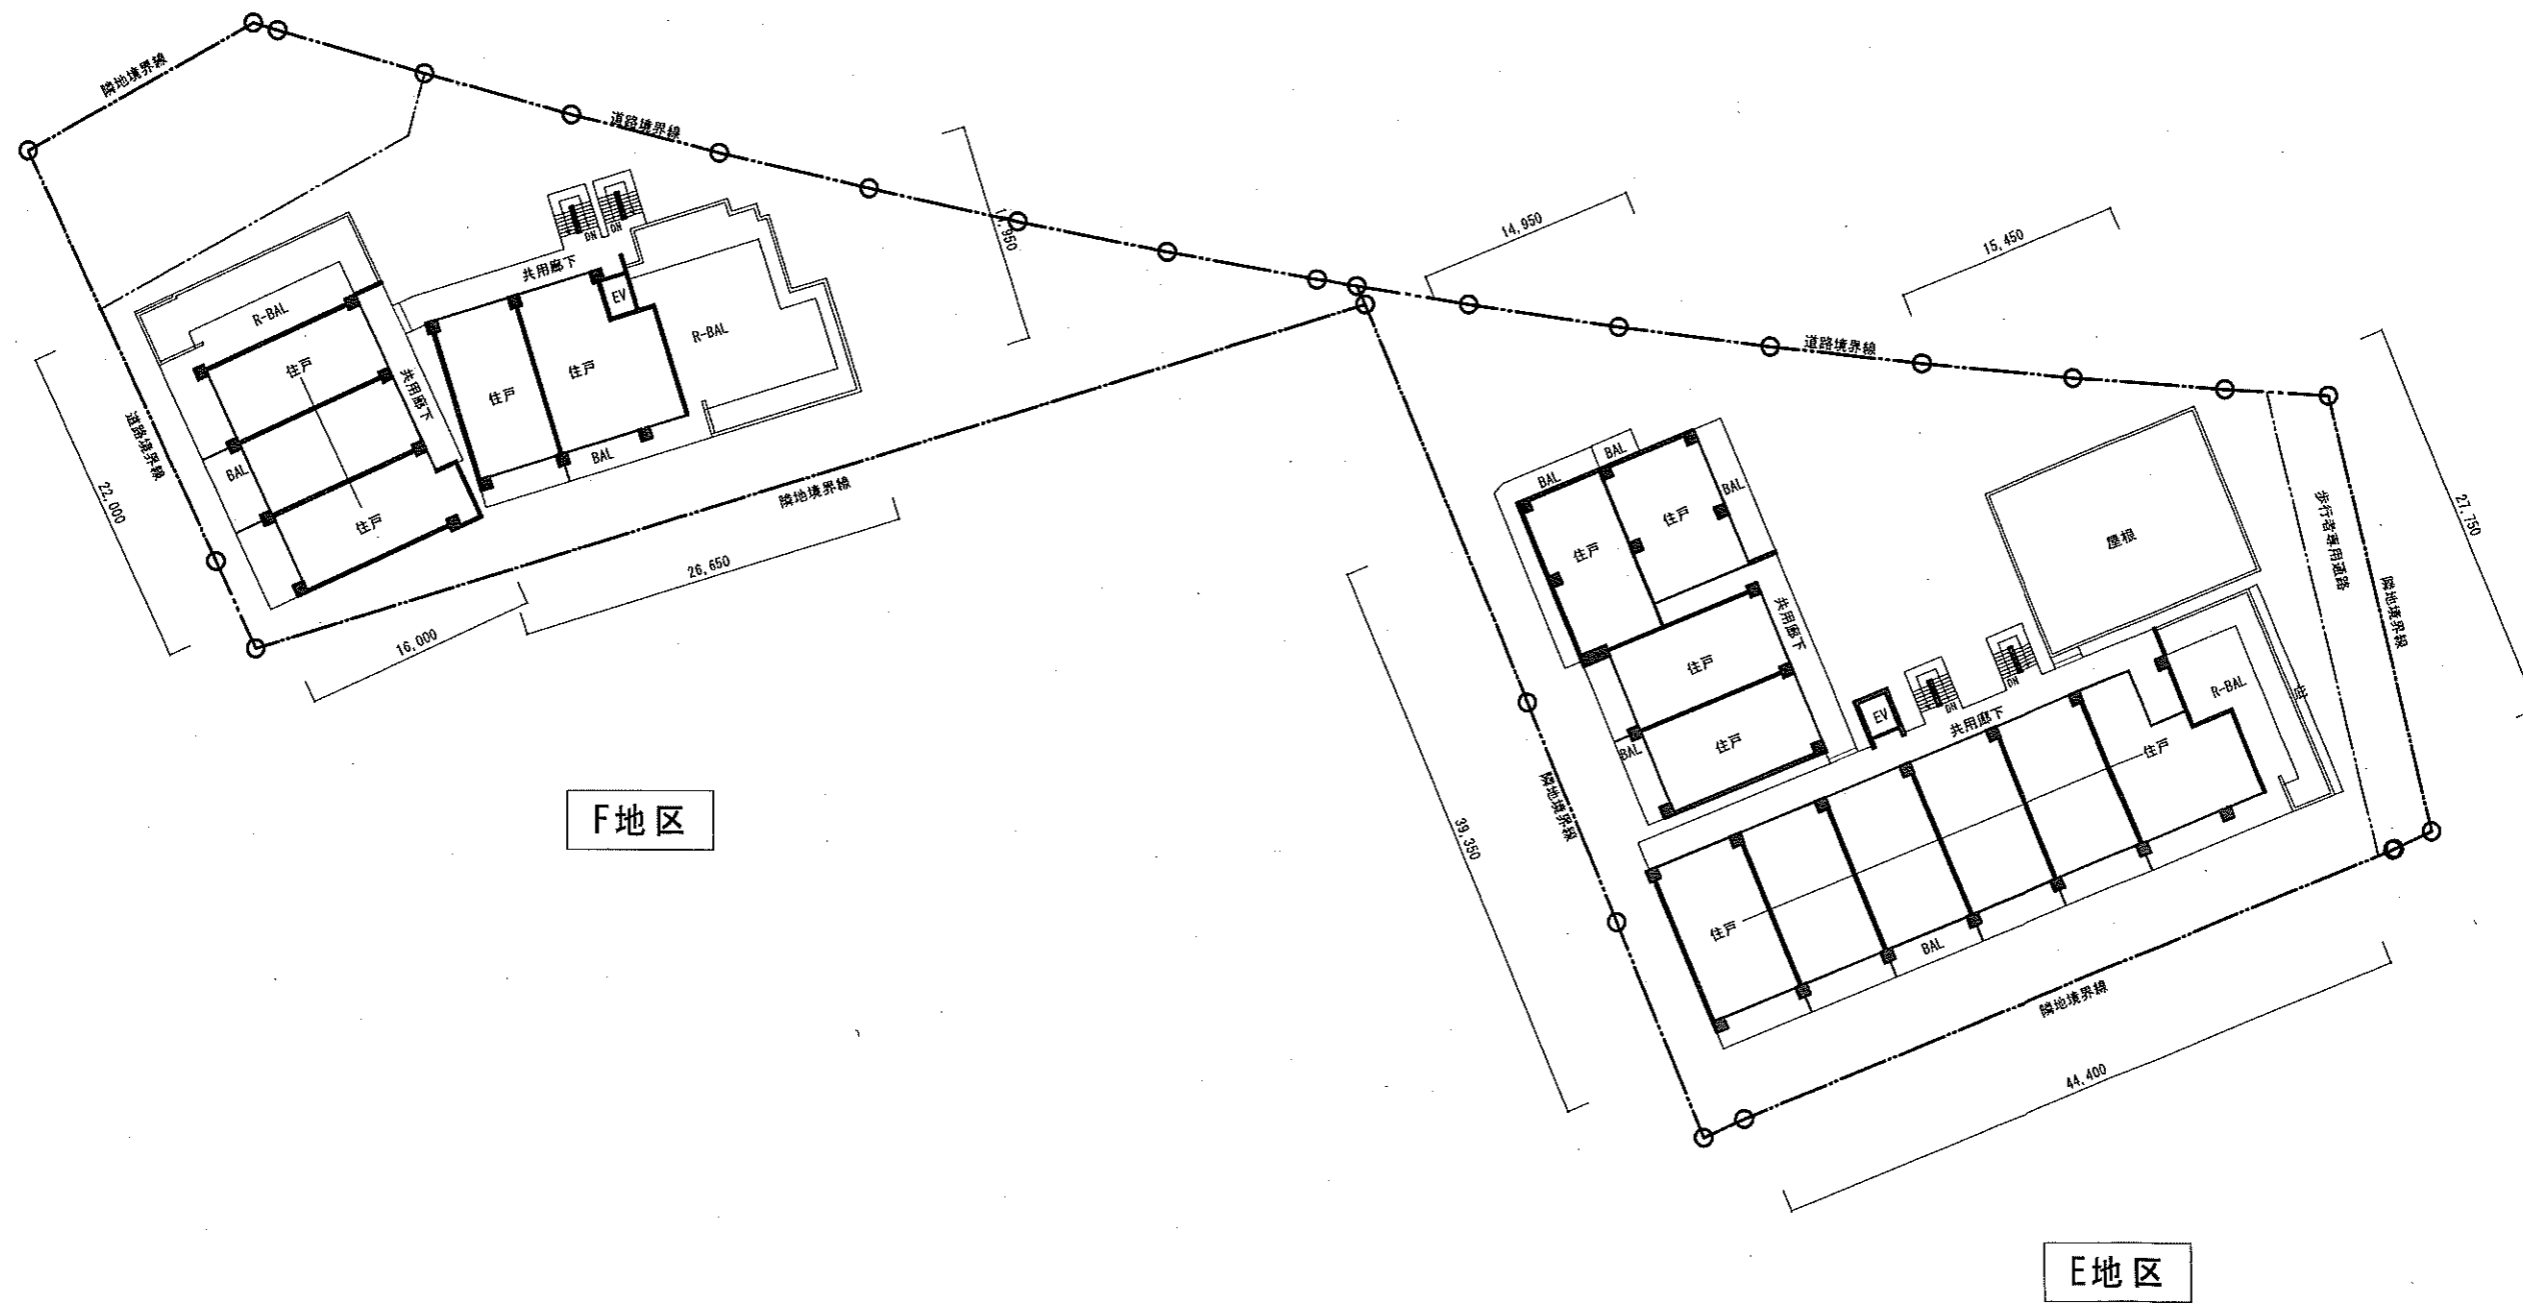 隣地境界線
道路境界線
DN
DN
共用廊下
EV
R-BAL
R-BAL
住戸
共用廊下
住戸
住戸
BAL
BAL
住戸
道路境界線
22,000
16,000
26,650
隣地境界線
F地区
14,950
15,450
道路境界線
27,750
歩行者専用通路
隣地境界線
屋根
BAL
BAL
BAL
住戸
住戸
共用廊下
住戸
住戸
BAL
EV
DN
DN
共用廊下
R-BAL
庇
住戸
住戸
BAL
隣地境界線
39,350
隣地境界線
44,400
E地区